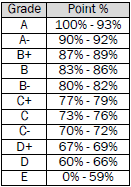 Grade Point %
A 100% - 93%
A- 90% - 92%
B+ 87% - 89%
B 83% - 86%
B- 80% - 82%
C+ 77% - 79%
C 73% - 76%
C- 70% - 72%
D+ 67% - 69%
D 60% - 66%
E 0% - 59%